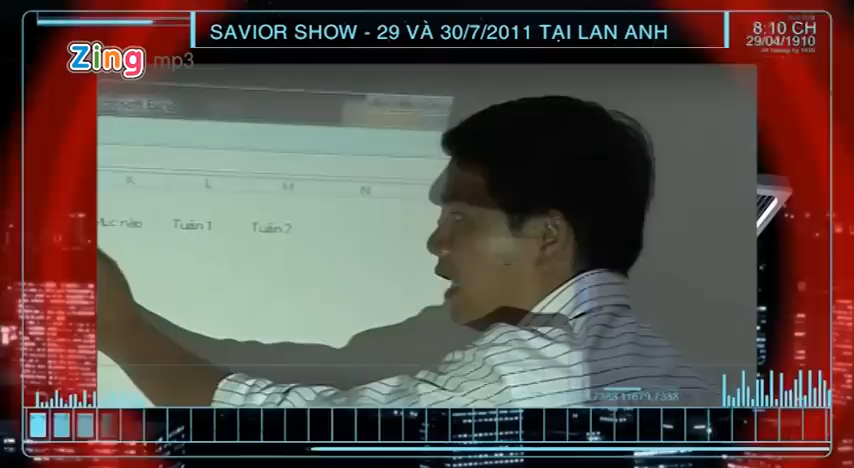 SAVIOR SHOW - 29 VÀ 30/7/2011 TẠI LAN ANH
8:10 CH
29/04/1910
Zing mp3
K L M N
Mục nào Tuần 1 Tuần 2